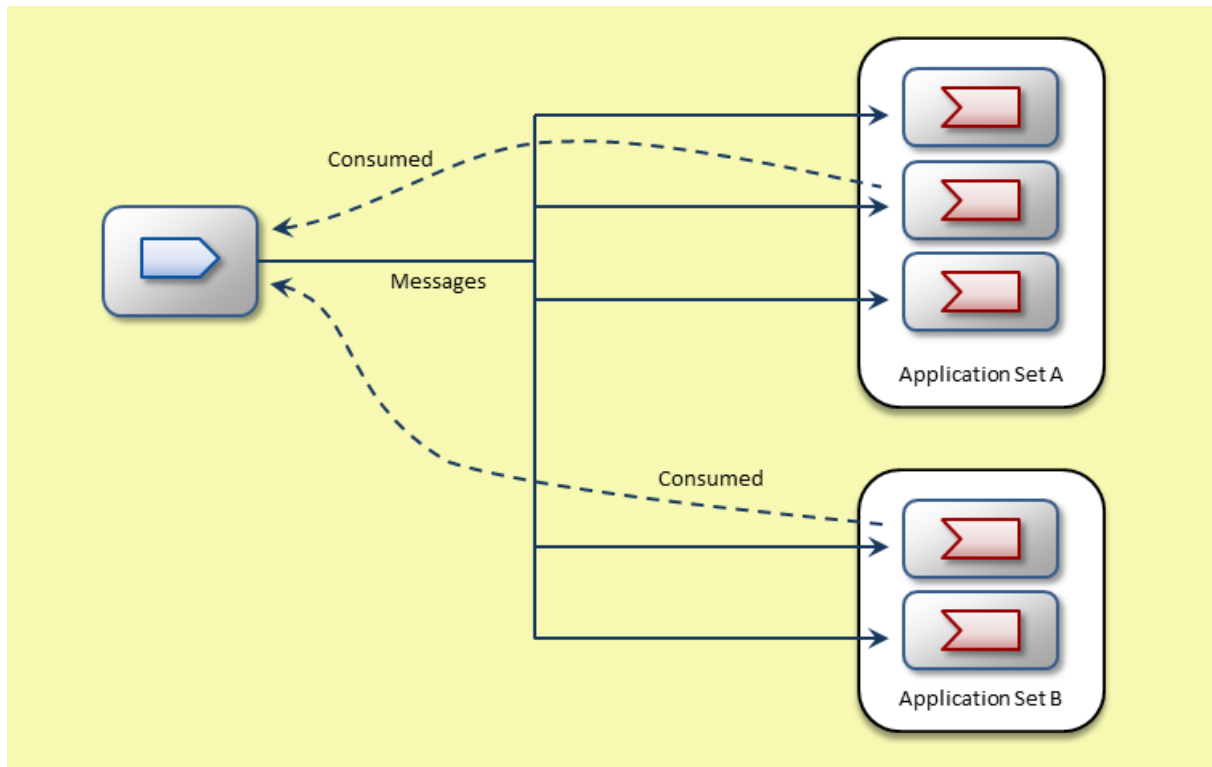 Consumed
Messages
Application Set A
Consumed
Application Set B